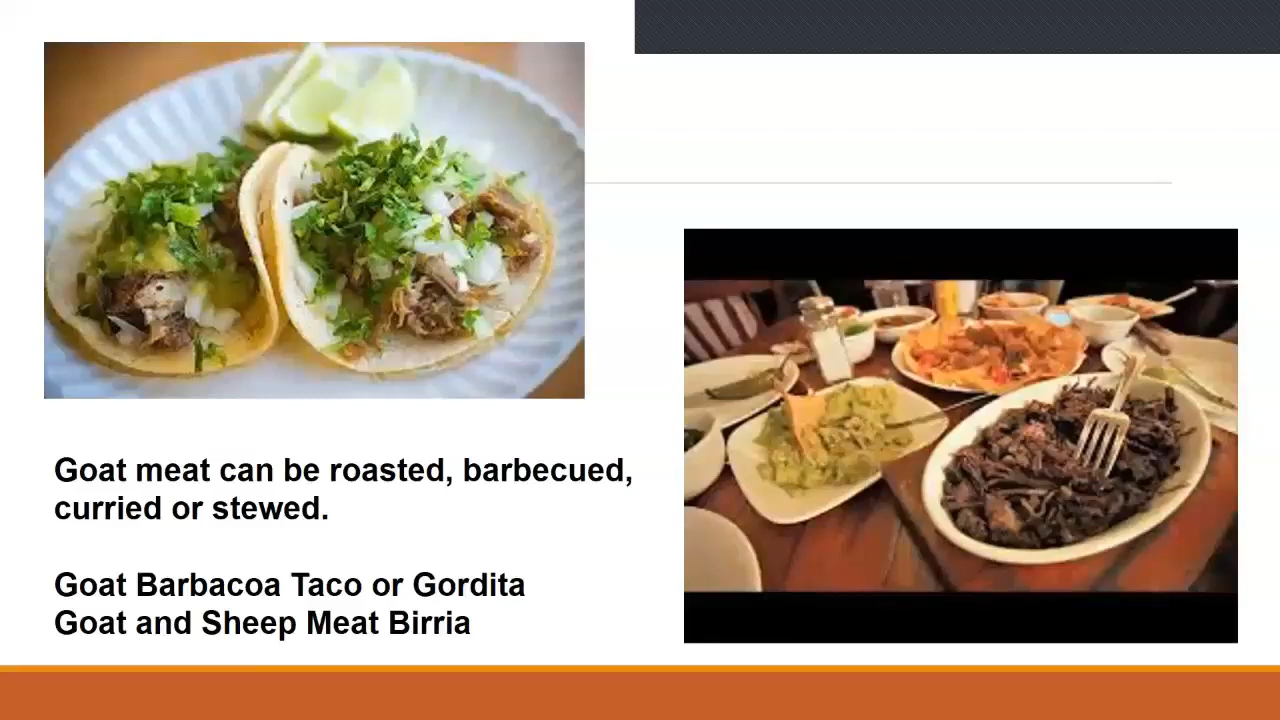 Goat meat can be roasted, barbecued,
curried or stewed.
Goat Barbacoa Taco or Gordita
Goat and Sheep Meat Birria